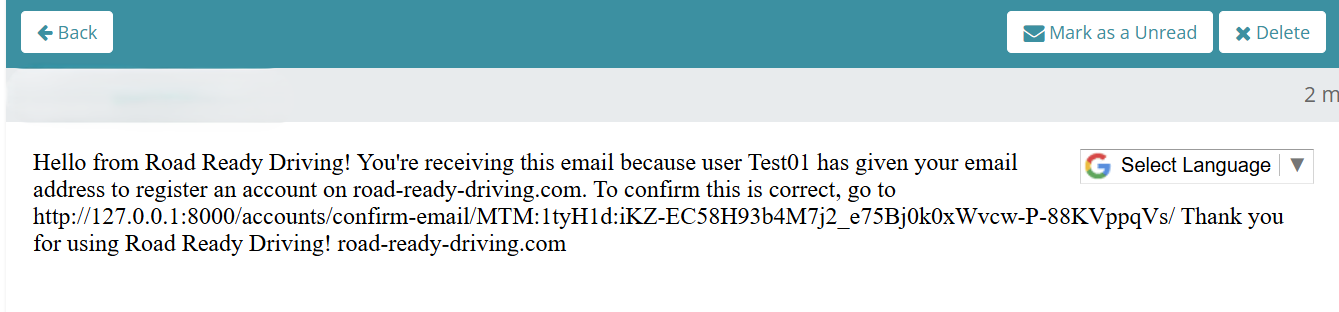 Back
Mark as a Unread
Delete
2 m
Hello from Road Ready Driving! You're receiving this email because user Test01 has given your email
Select Language
address to register an account on road-ready-driving.com. To confirm this is correct, go to
http://127.0.0.1:8000/accounts/confirm-email/MTM:1tyH1d:iKZ-EC58H93b4M7j2_e75Bj0k0xWvcw-P-88KVppqVs/ Thank you
for using Road Ready Driving! road-ready-driving.com